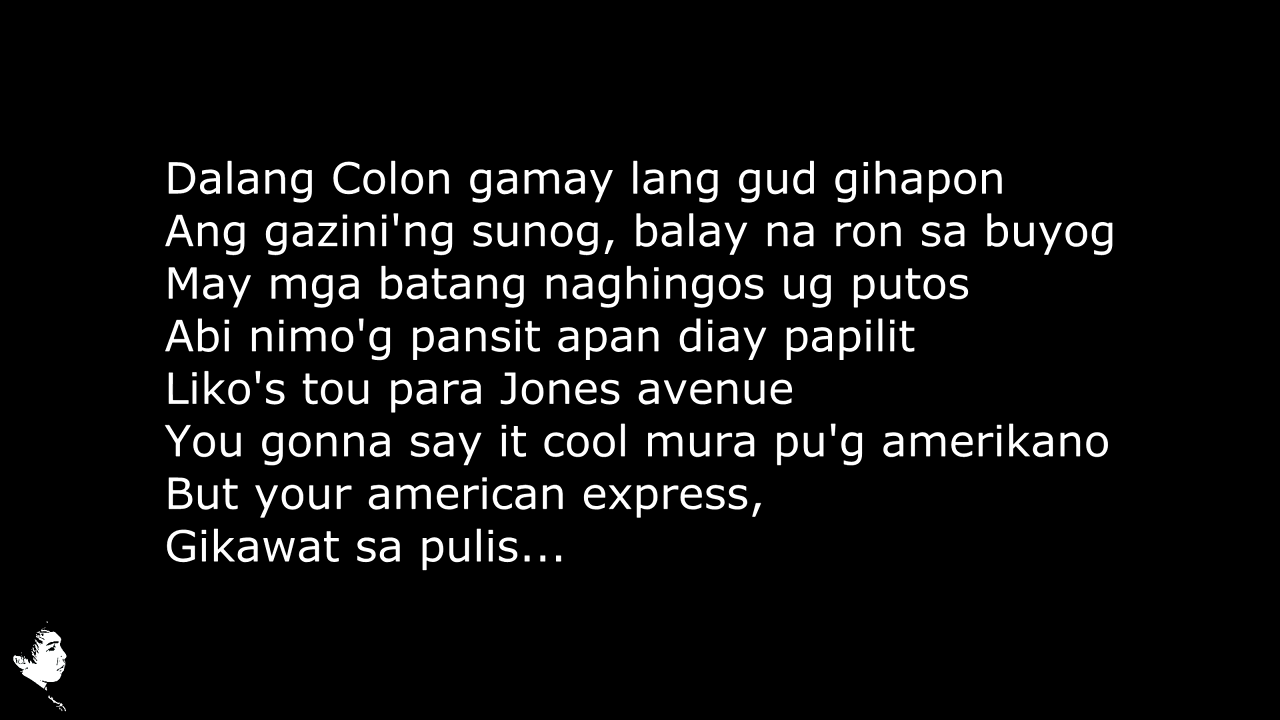 Dalang Colon gamay lang gud gihapon
Ang gazini'ng sunog, balay na ron sa buyog
May mga batang naghingos ug putos
Abi nimo'g pansit apan diay papilit
Liko's tou para Jones avenue
You gonna say it cool mura pu'g amerikano
But your american express,
Gikawat sa pulis...